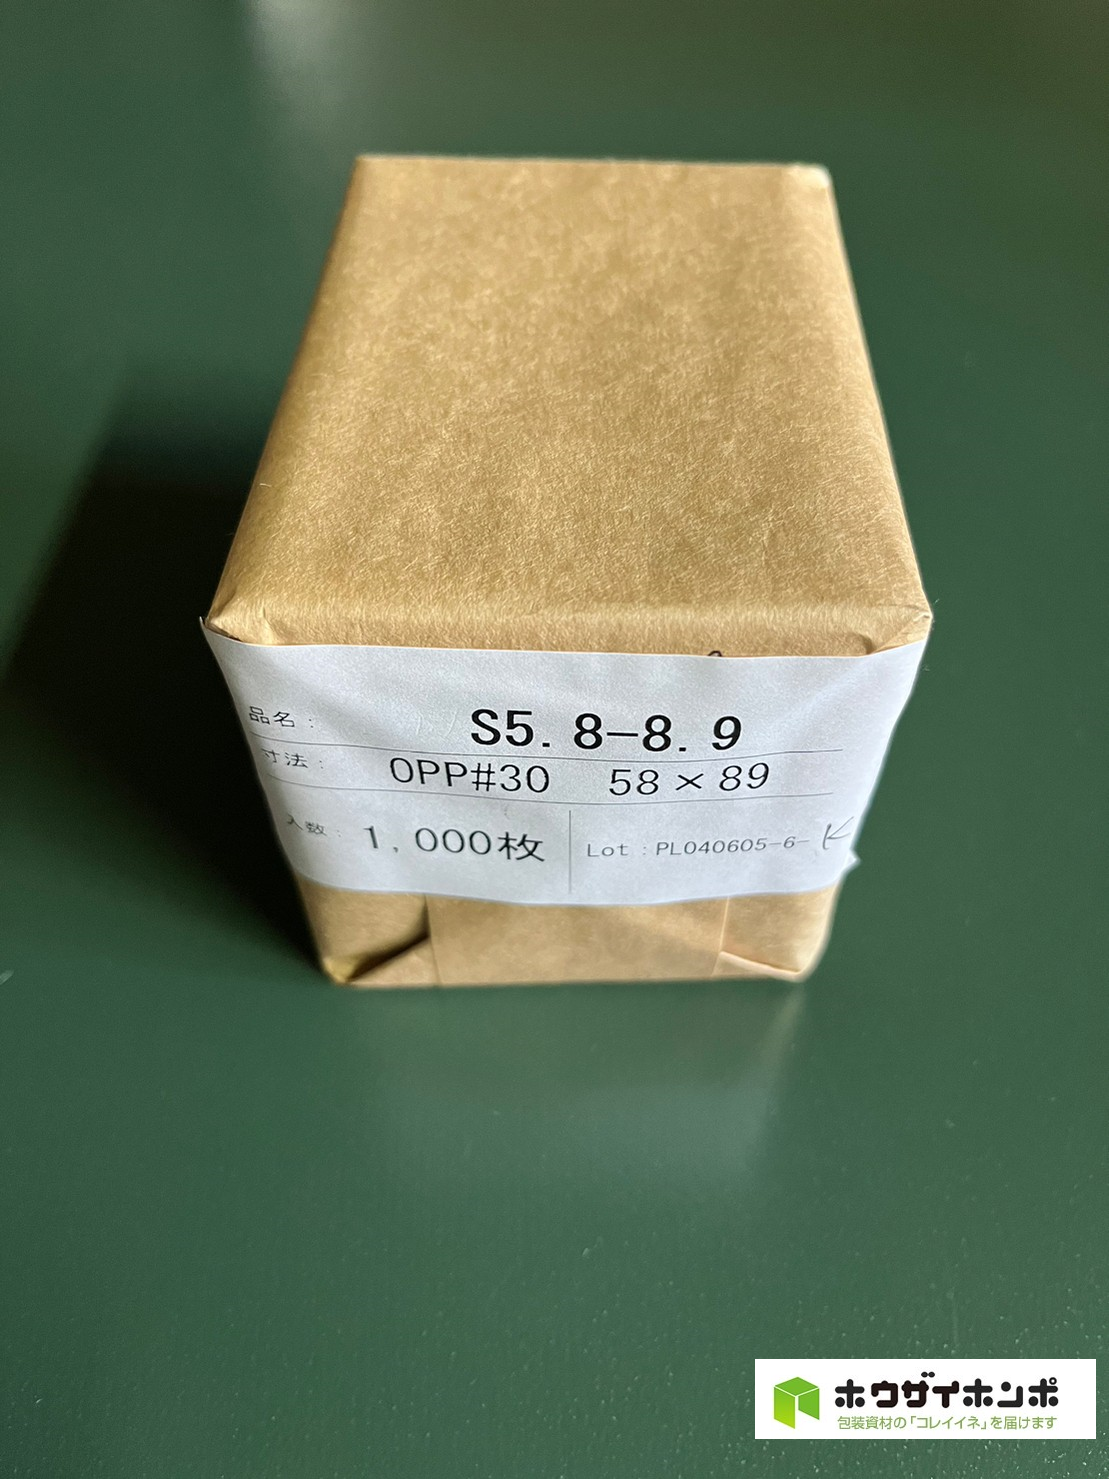 品名: S5.8-8.9
寸法: OPP#30 58×89
入数: 1,000枚 Lot:PL040605-6-K
ホウザイホンポ
包装資材の「コレイイネ」を届けます